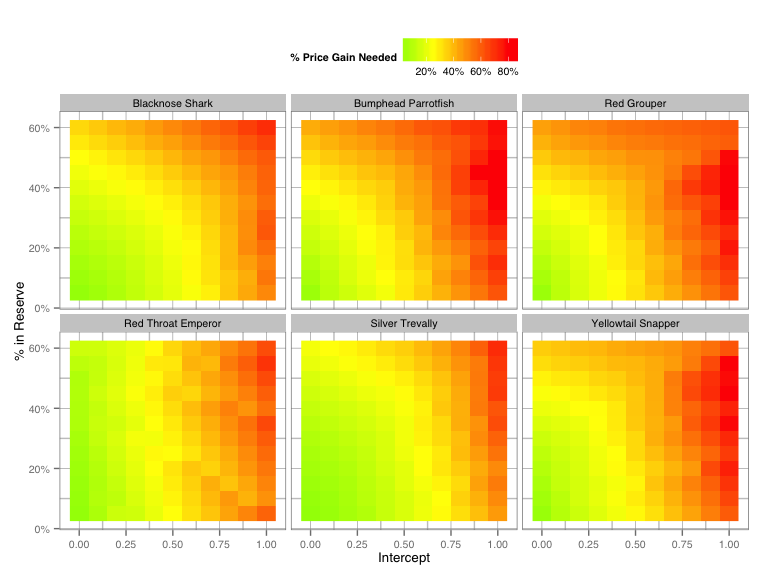 % Price Gain Needed
20% 40% 60% 80%
Blacknose Shark Bumphead Parrotfish Red Grouper
60%
40%
20%
0%
% in Reserve
Red Throat Emperor Silver Trevally Yellowtail Snapper
60%
40%
20%
0%
0.00 0.25 0.50 0.75 1.00 0.00 0.25 0.50 0.75 1.00 0.00 0.25 0.50 0.75 1.00
Intercept